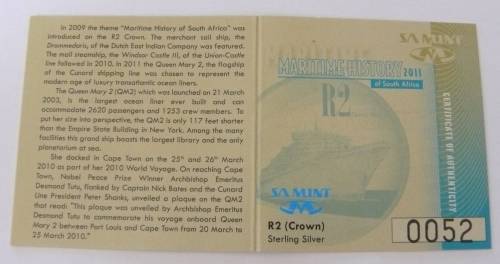 In 2009 the theme "Maritime History of South Africa" was
introduced on the R2 Crown. The merchant sail ship, the
Drommedaris, of the Dutch East Indian Company was featured.
The mail steamship, the Windsor Castle III, of the Union-Castle
line followed in 2010. In 2011 the Queen Mary 2, the flagship
of the Cunard shipping line was chosen to represent the
modern age of luxury transatlantic ocean liners.
The Queen Mary 2 (QM2) which was launched on 21 March
2003, is the largest ocean liner ever built and can
accommodate 2620 passengers and 1253 crew members. To
put her size into perspective, the QM2 is only 117 feet shorter
than the Empire State Building in New York. Among the many
facilities this grand ship boasts the largest library and the only
planetarium at sea.
She docked in Cape Town on the 25th and 26th March
2010 as part of her 2010 World Voyage. On reaching Cape
Town, Nobel Peace Prize Winner Archbishop Emeritus
Desmond Tutu, flanked by Captain Nick Bates and the Cunard
Line President Peter Shanks, unveiled a plaque on the QM2
that read: "This plaque was unveiled by Archbishop Emeritus
Desmond Tutu to commemorate his voyage onboard Queen
Mary 2 between Port Louis and Cape Town from 20 March to
25 March 2010."
SA MINT
MARITIME HISTORY 2011
of South Africa
R2
CERTIFICATE OF AUTHENTICITY
SA MINT
R2 (Crown)
Sterling Silver
0052